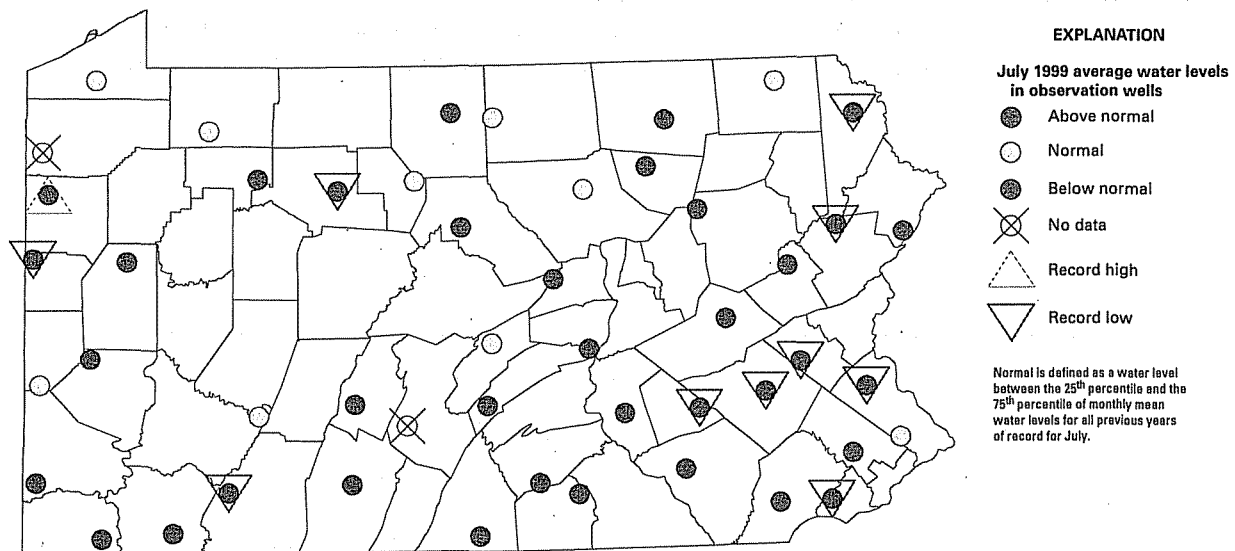 EXPLANATION
July 1999 average water levels
in observation wells
Above normal
Normal
Below normal
No data
Record high
Record low
Normal is defined as a water level
between the 25th percentile and the
75th percentile of monthly mean
water levels for all previous years
of record for July.